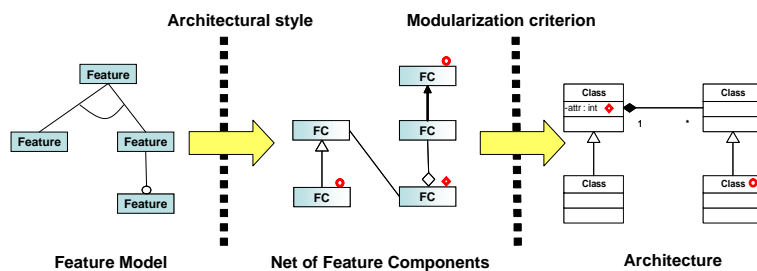 Architectural style
Modularization criterion
Feature
Feature
Feature
Feature
FC
FC
FC
FC
FC
Class
-attr : int
1
*
Class
Class
Class
Feature Model
Net of Feature Components
Architecture